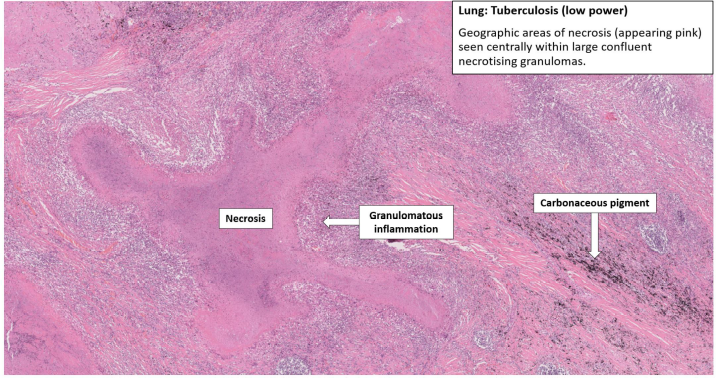 Lung: Tuberculosis (low power)
Geographic areas of necrosis (appearing pink)
seen centrally within large confluent
necrotising granulomas.
Necrosis
Granulomatous
inflammation
Carbonaceous pigment